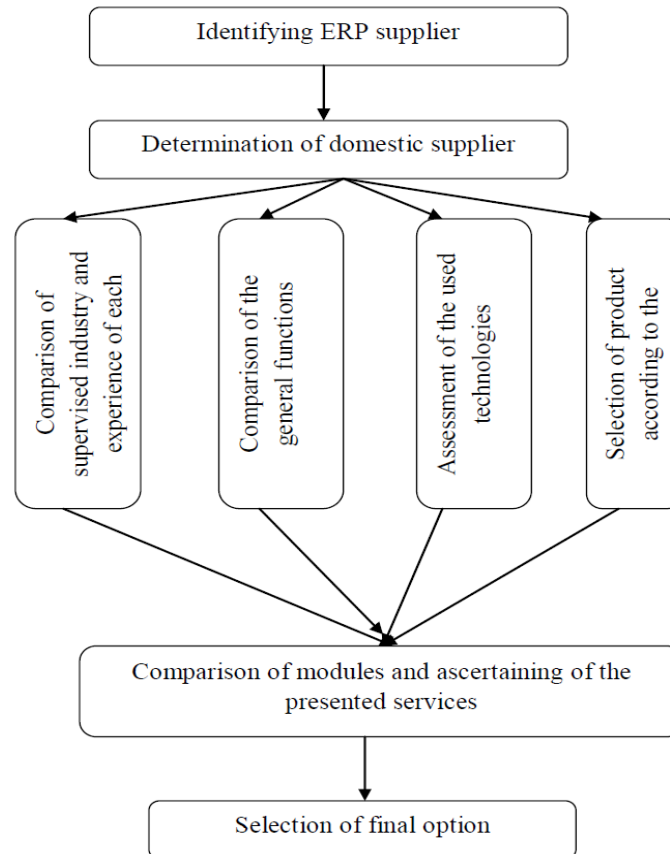 Identifying ERP supplier
Determination of domestic supplier
Comparison of
supervised industry and
experience of each
Comparison of the
general functions
Assessment of the used
technologies
Selection of product
according to the
Comparison of modules and ascertaining of the
presented services
Selection of final option